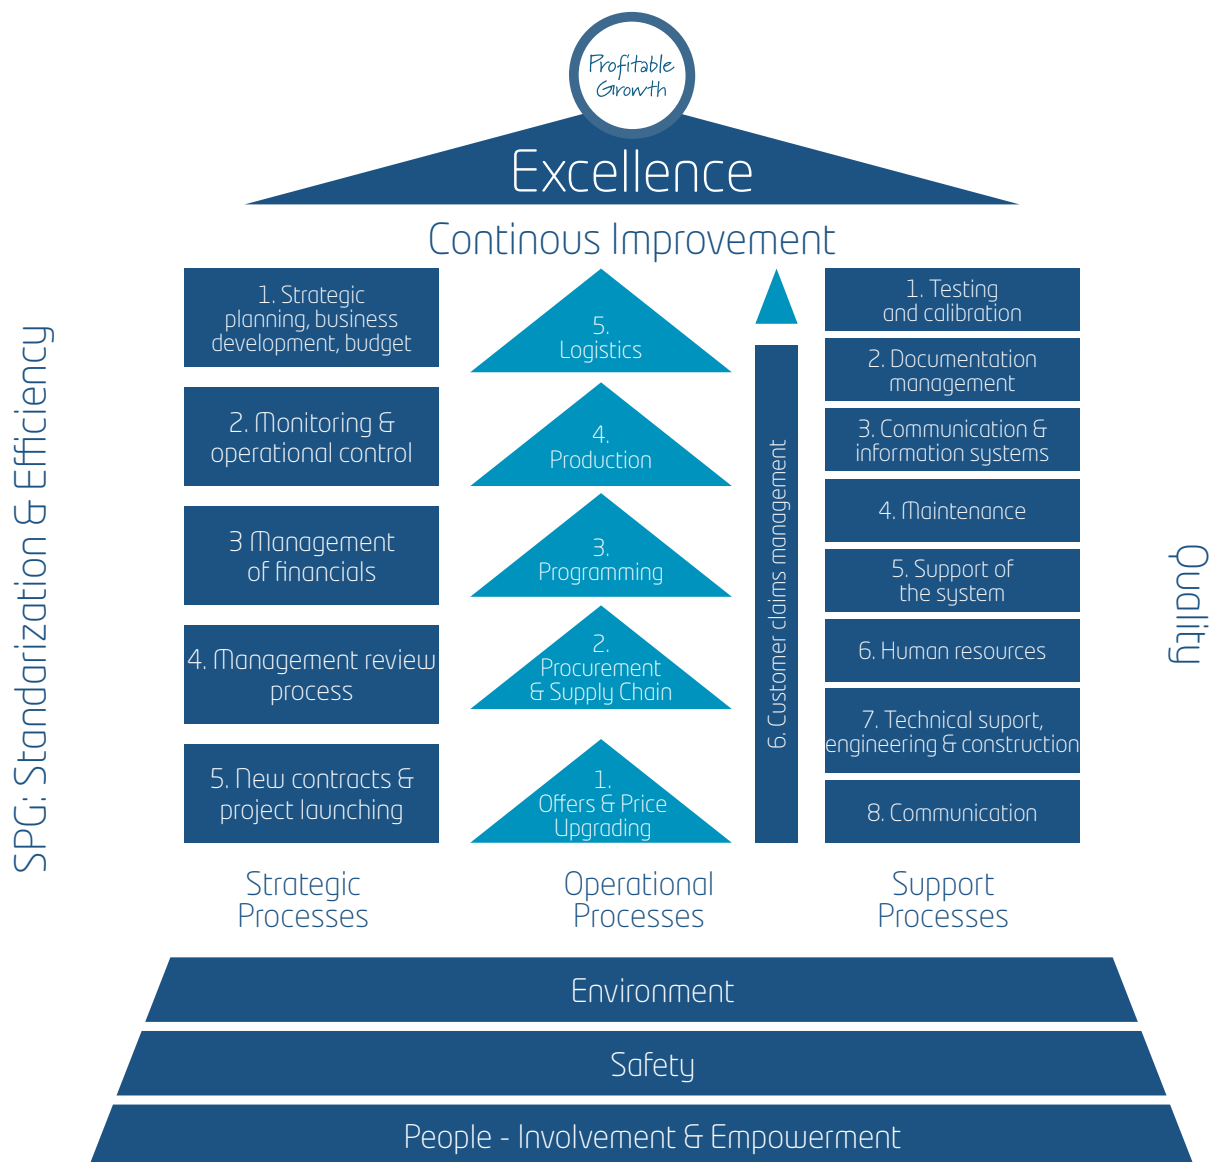 Profitable
Growth
Excellence
Continous Improvement
SPG: Standarization & Efficiency
1. Strategic
planning, business
development, budget
2. Monitoring &
operational control
3 Management
of financials
4. Management review
process
5. New contracts &
project launching
Strategic
Processes
5.
Logistics
4.
Production
3.
Programming
2.
Procurement
& Supply Chain
1.
Offers & Price
Upgrading
6. Customer claims management
Operational
Processes
1. Testing
and calibration
2. Documentation
management
3. Communication &
information systems
4. Maintenance
5. Support of
the system
6. Human resources
7. Technical suport,
engineering & construction
8. Communication
Support
Processes
Quality
Environment
Safety
People - Involvement & Empowerment